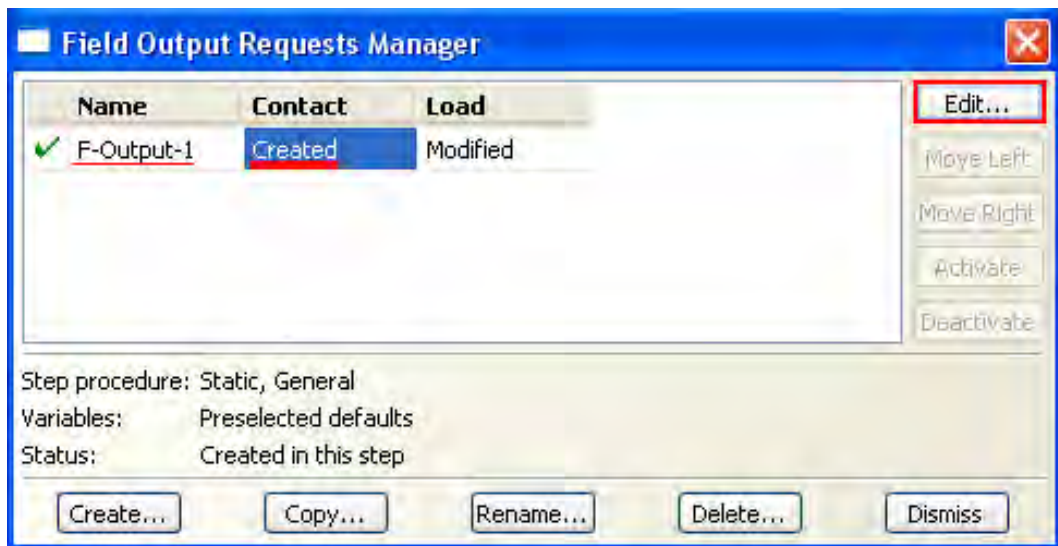 Field Output Requests Manager
Name Contact Load
F-Output-1 Created Modified
Edit...
Move Left
Move Right
Activate
Deactivate
Step procedure: Static, General
Variables: Preselected defaults
Status: Created in this step
Create... Copy... Rename... Delete... Dismiss